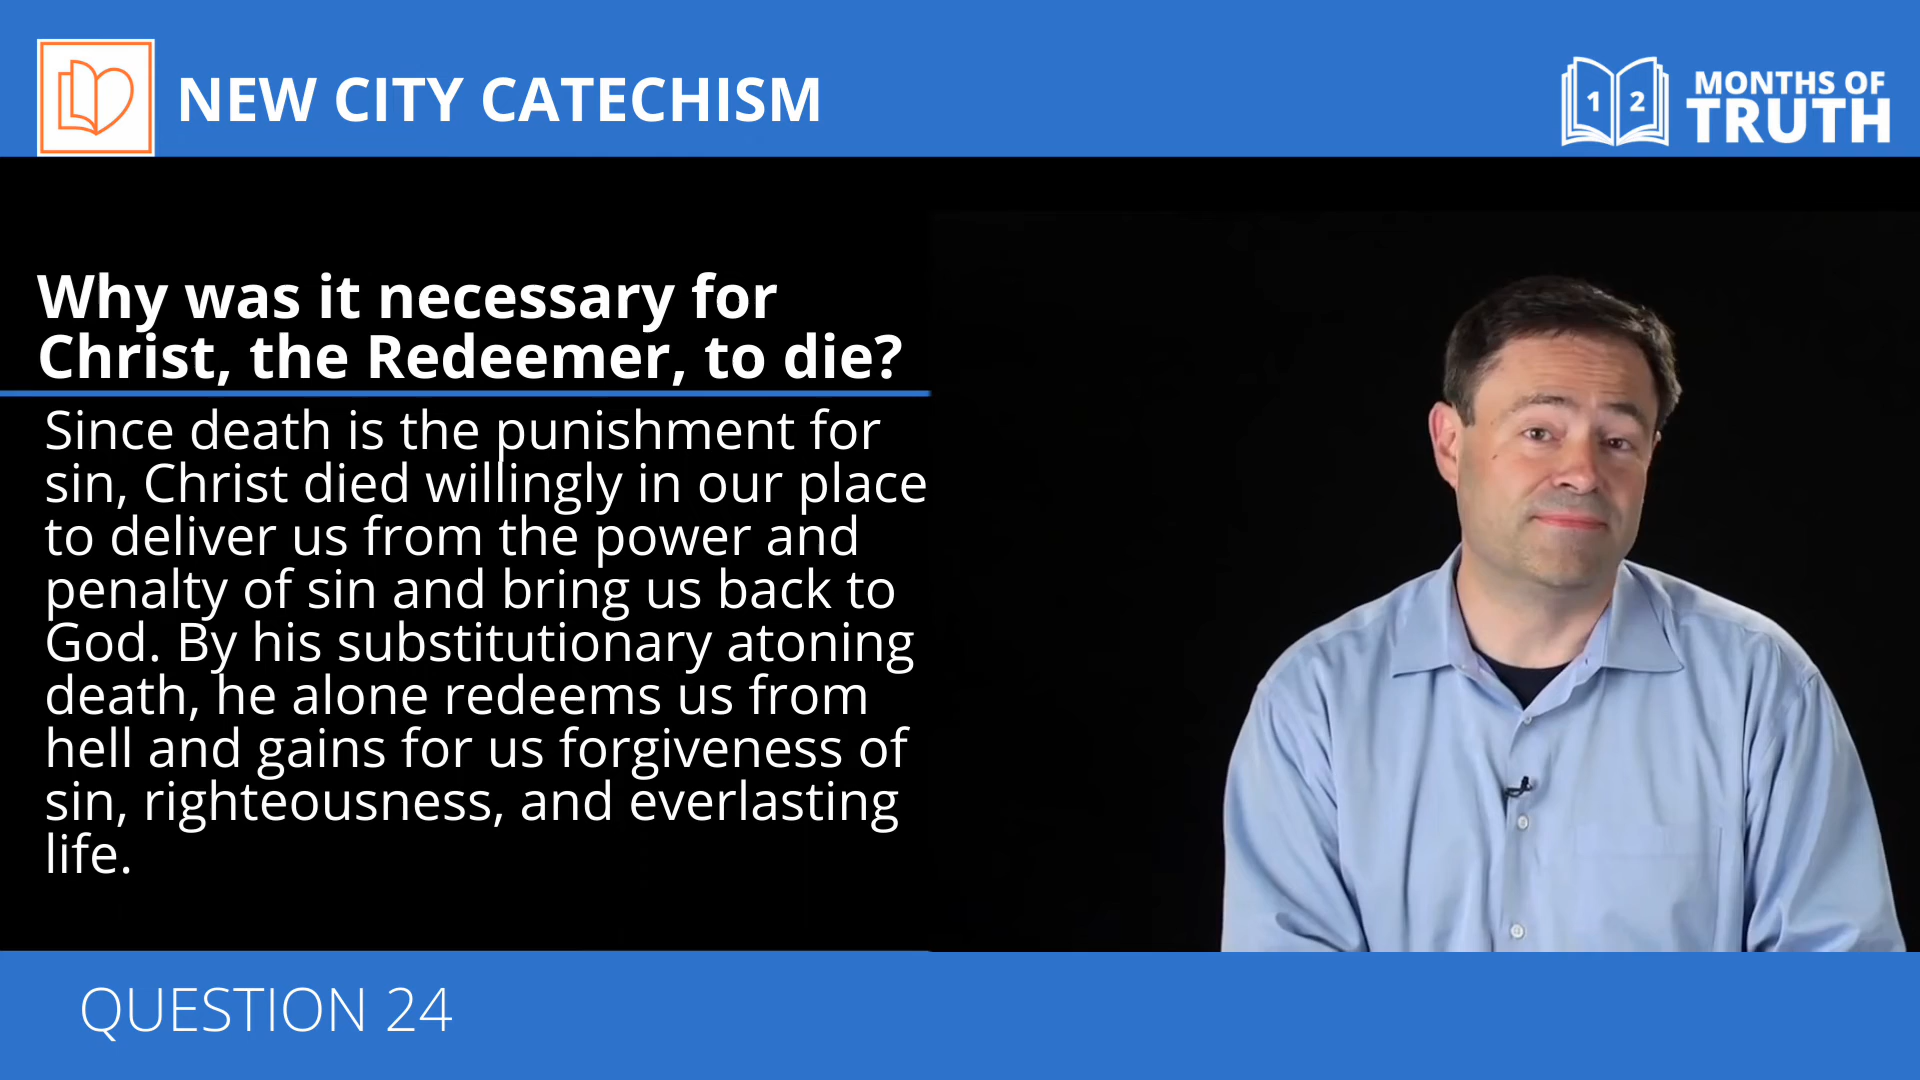 NEW CITY CATECHISM
1 2
MONTHS OF
TRUTH
Why was it necessary for
Christ, the Redeemer, to die?
Since death is the punishment for
sin, Christ died willingly in our place
to deliver us from the power and
penalty of sin and bring us back to
God. By his substitutionary atoning
death, he alone redeems us from
hell and gains for us forgiveness of
sin, righteousness, and everlasting
life.
QUESTION 24